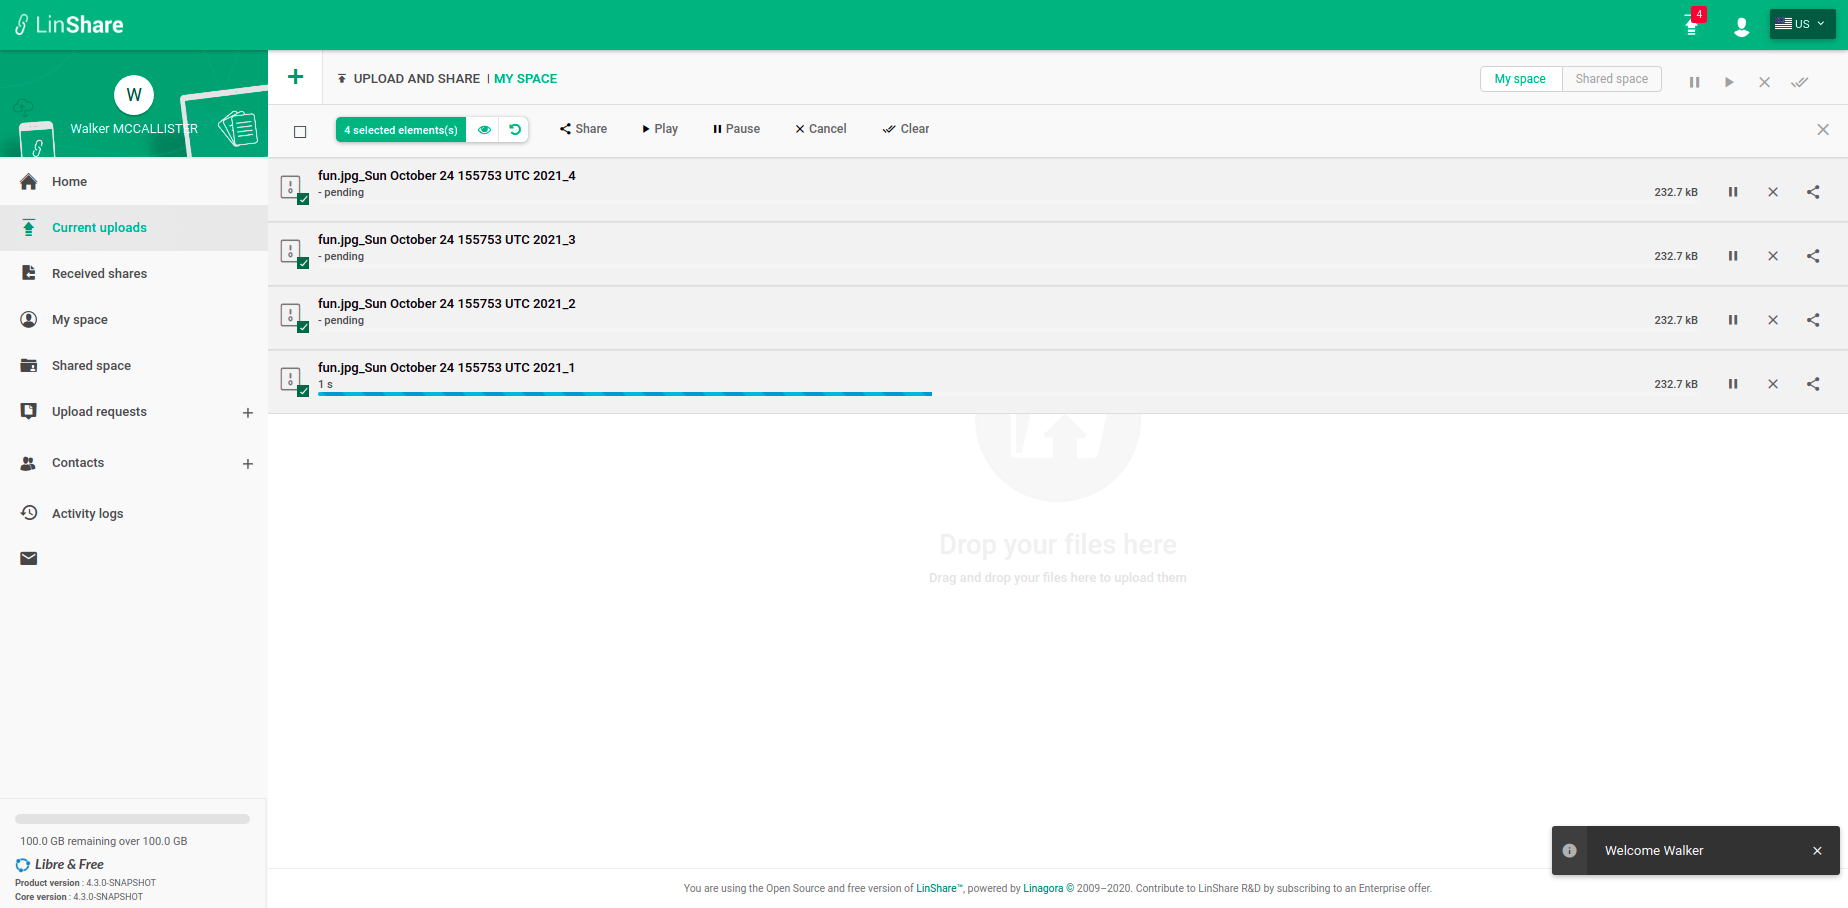 LinShare
4
US
W
Walker MCCALLISTER
Home
Current uploads
Received shares
My space
Shared space
Upload requests
Contacts
Activity logs
100.0 GB remaining over 100.0 GB
Libre & Free
Product version : 4.3.0-SNAPSHOT
Core version : 4.3.0-SNAPSHOT
+ UPLOAD AND SHARE | MY SPACE
My space Shared space
4 selected elements(s) Share Play Pause Cancel Clear
fun.jpg_Sun October 24 155753 UTC 2021_4
- pending 232.7 kB
fun.jpg_Sun October 24 155753 UTC 2021_3
- pending 232.7 kB
fun.jpg_Sun October 24 155753 UTC 2021_2
- pending 232.7 kB
fun.jpg_Sun October 24 155753 UTC 2021_1
1 s 232.7 kB
Drop your files here
Drag and drop your files here to upload them
Welcome Walker
You are using the Open Source and free version of LinShare™, powered by Linagora © 2009–2020. Contribute to LinShare R&D by subscribing to an Enterprise offer.